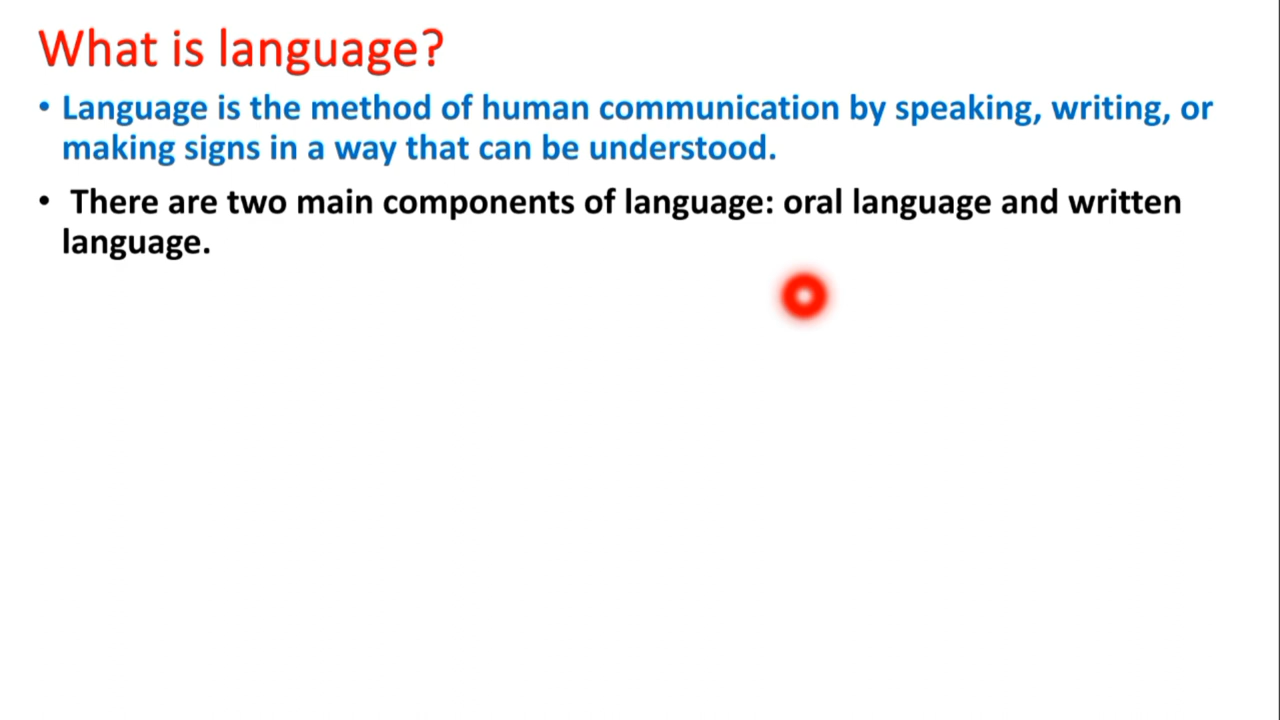 What is language?
• Language is the method of human communication by speaking, writing, or
making signs in a way that can be understood.
• There are two main components of language: oral language and written
language.